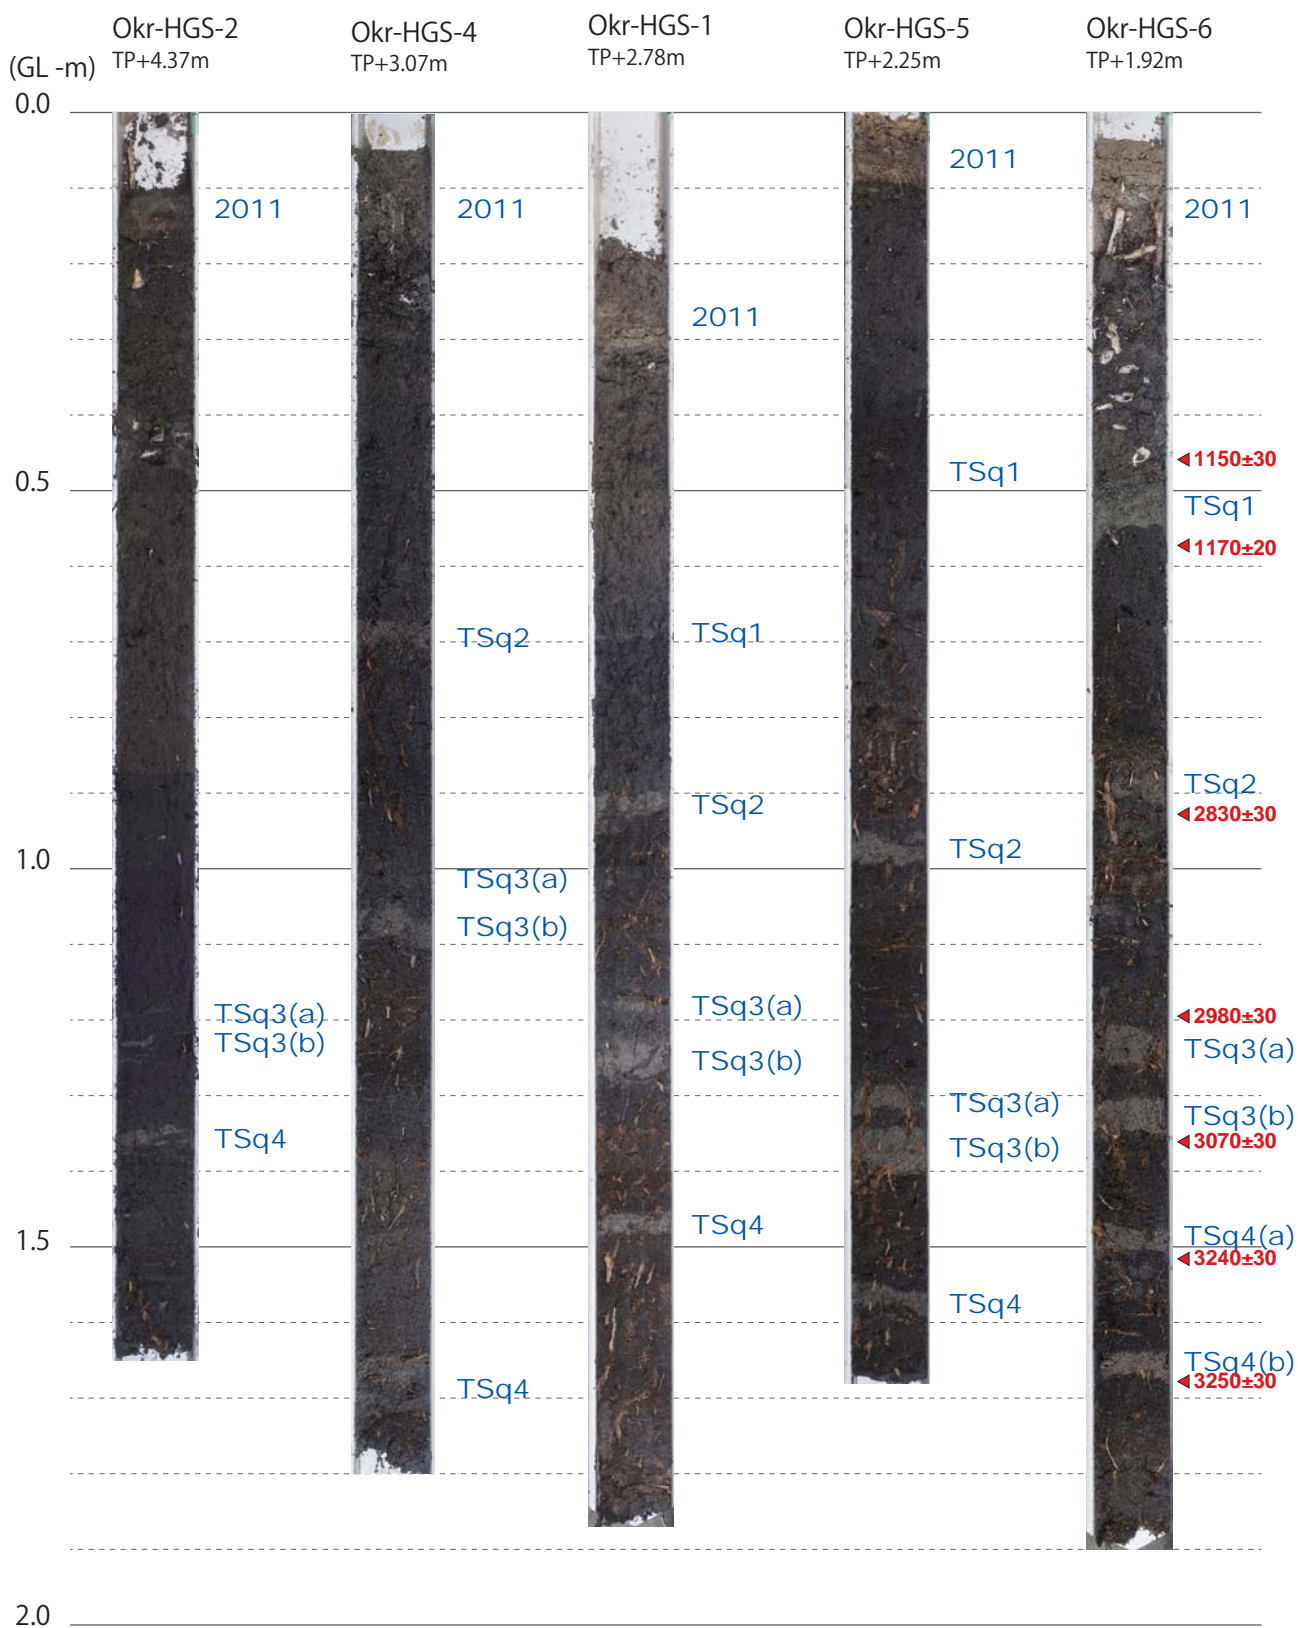 Okr-HGS-2
TP+4.37m
Okr-HGS-4
TP+3.07m
Okr-HGS-1
TP+2.78m
Okr-HGS-5
TP+2.25m
Okr-HGS-6
TP+1.92m
(GL -m)
0.0
0.5
1.0
1.5
2.0
2011
TSq3(a)
TSq3(b)
TSq4
2011
TSq2
TSq3(a)
TSq3(b)
TSq4
2011
TSq1
TSq2
TSq3(a)
TSq3(b)
TSq4
2011
TSq1
TSq2
TSq3(a)
TSq3(b)
TSq4
2011
1150±30
TSq1
1170±20
TSq2
2830±30
2980±30
TSq3(a)
TSq3(b)
3070±30
TSq4(a)
3240±30
TSq4(b)
3250±30